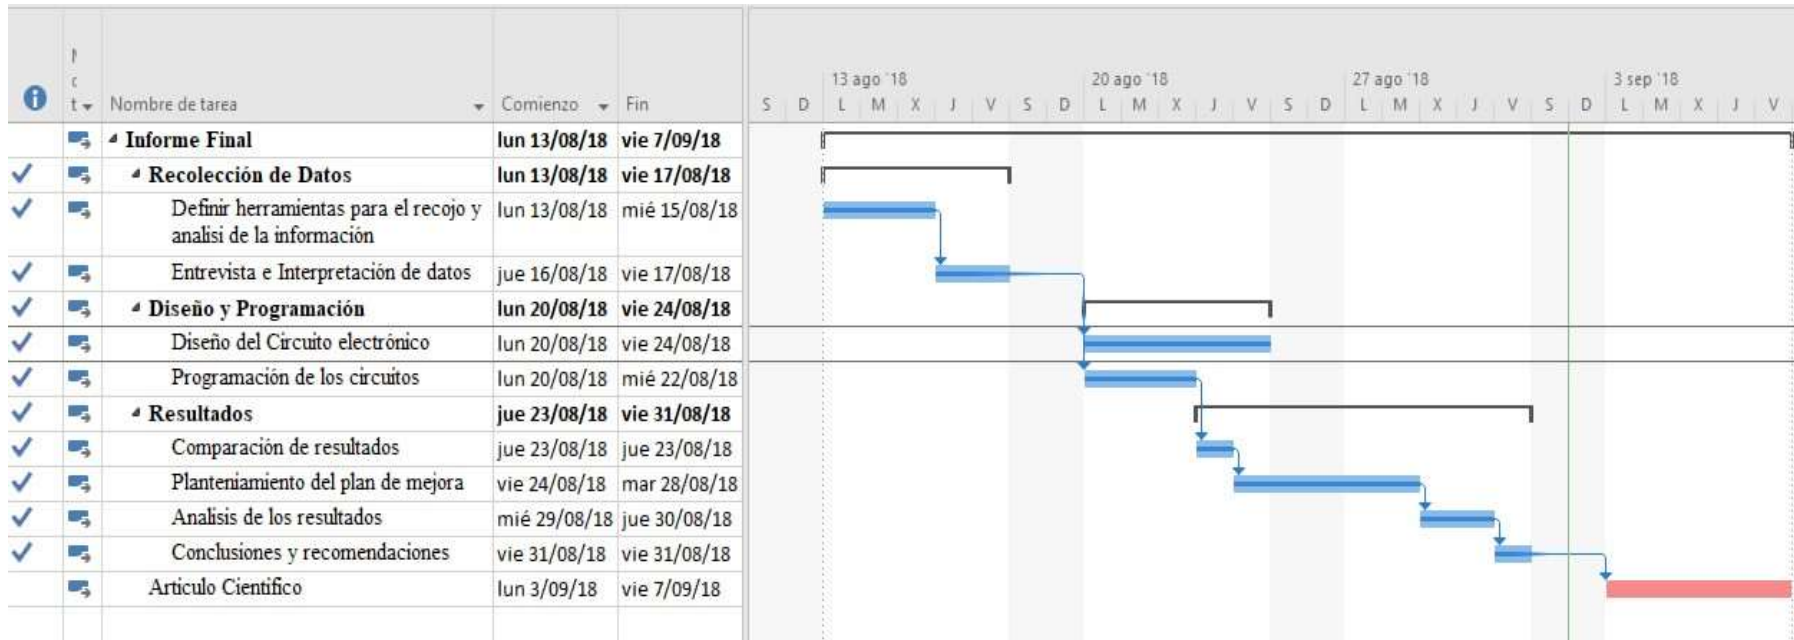 13 ago '18 20 ago '18 27 ago '18 3 sep '18
t Nombre de tarea Comienzo Fin S D L M X J V S D L M X J V S D L M X J V S D L M X J V
Informe Final lun 13/08/18 vie 7/09/18
Recolección de Datos lun 13/08/18 vie 17/08/18
Definir herramientas para el recojo y lun 13/08/18 mié 15/08/18
analisi de la información
Entrevista e Interpretación de datos jue 16/08/18 vie 17/08/18
Diseño y Programación lun 20/08/18 vie 24/08/18
Diseño del Circuito electrónico lun 20/08/18 vie 24/08/18
Programación de los circuitos lun 20/08/18 mié 22/08/18
Resultados jue 23/08/18 vie 31/08/18
Comparación de resultados jue 23/08/18 jue 23/08/18
Planteniamiento del plan de mejora vie 24/08/18 mar 28/08/18
Analisis de los resultados mié 29/08/18 jue 30/08/18
Conclusiones y recomendaciones vie 31/08/18 vie 31/08/18
Articulo Científico lun 3/09/18 vie 7/09/18